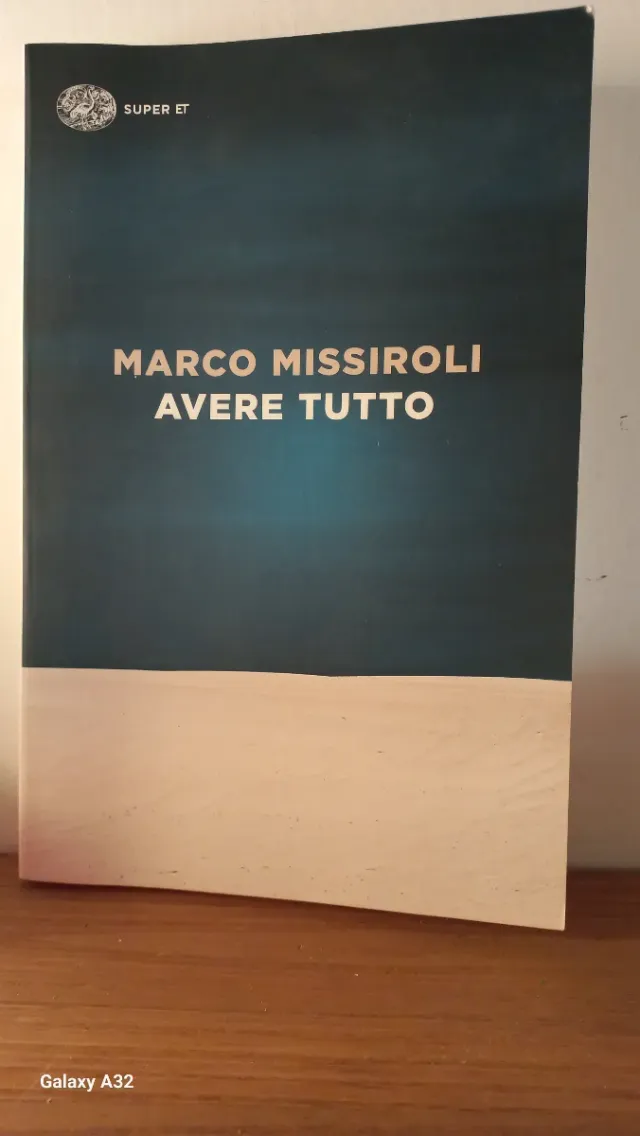 SUPER ET
MARCO MISSIROLI
AVERE TUTTO
Galaxy A32